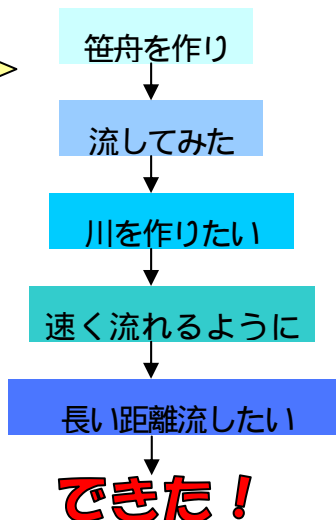 笹舟を作り
流してみた
川を作りたい
速く流れるように
長い距離流したい
できた！